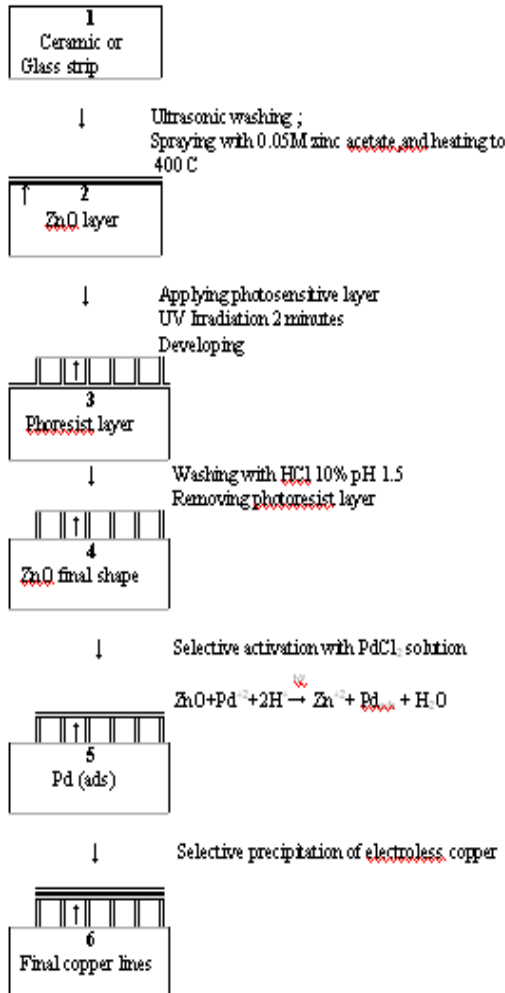 1
Ceramic or
Glass strip
↓
Ultrasonic washing ;
Spraying with 0.05M zinc acetate,and heating to
400 C
↑ 2
ZnO layer
↓
Applying photosensitive layer
UV Irradiation 2 minutes
Developing
↑
3
Phoresist layer
↓
Washing with HCl 10% pH 1.5
Removing photoresist layer
↑
4
ZnO final shape
↓
Selective activation with PdCl₂ solution
ZnO+Pd⁺²+2H⁺ → Zn⁺²+ Pd + H₂O
↑
5
Pd (ads)
↓
Selective precipitation of electroless copper
↑
6
Final copper lines